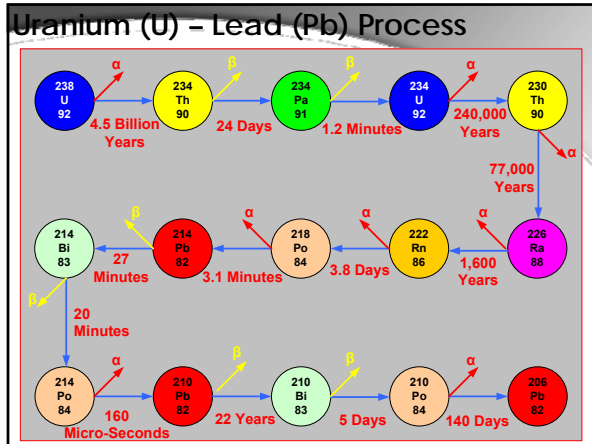 Uranium (U) – Lead (Pb) Process
α
β
β
α
238
U
92
234
Th
90
234
Pa
91
234
U
92
230
Th
90
4.5 Billion
Years
24 Days
1.2 Minutes
240,000
Years
α
77,000
Years
β
α
α
α
214
Bi
83
214
Pb
82
218
Po
84
222
Rn
86
226
Ra
88
27
Minutes
3.1 Minutes
3.8 Days
1,600
Years
β
20
Minutes
α
β
β
α
214
Po
84
210
Pb
82
210
Bi
83
210
Po
84
206
Pb
82
160
Micro-Seconds
22 Years
5 Days
140 Days